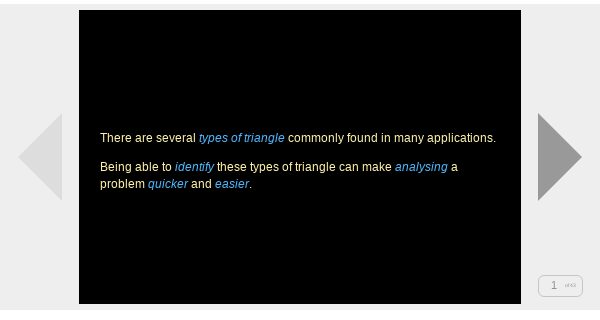 There are several types of triangle commonly found in many applications.
Being able to identify these types of triangle can make analysing a
problem quicker and easier.
1